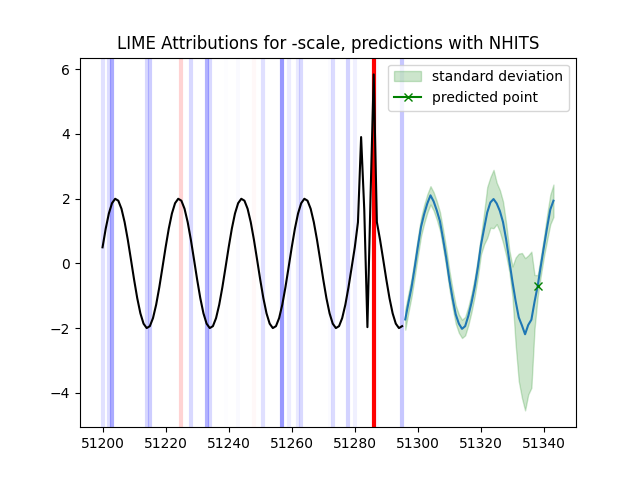 LIME Attributions for -scale, predictions with NHITS
6
4
2
0
−2
−4
standard deviation
predicted point
51200 51220 51240 51260 51280 51300 51320 51340